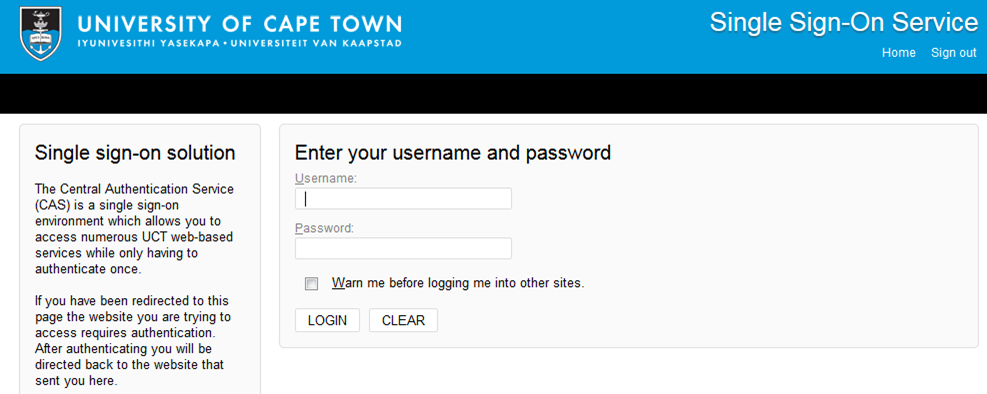 UNIVERSITY OF CAPE TOWN
IYUNIVESITHI YASEKAPA • UNIVERSITEIT VAN KAAPSTAD
Single Sign-On Service
Home Sign out
Single sign-on solution
The Central Authentication Service
(CAS) is a single sign-on
environment which allows you to
access numerous UCT web-based
services while only having to
authenticate once.
If you have been redirected to this
page the website you are trying to
access requires authentication.
After authenticating you will be
directed back to the website that
sent you here.
Enter your username and password
Username:
Password:
Warn me before logging me into other sites.
LOGIN CLEAR